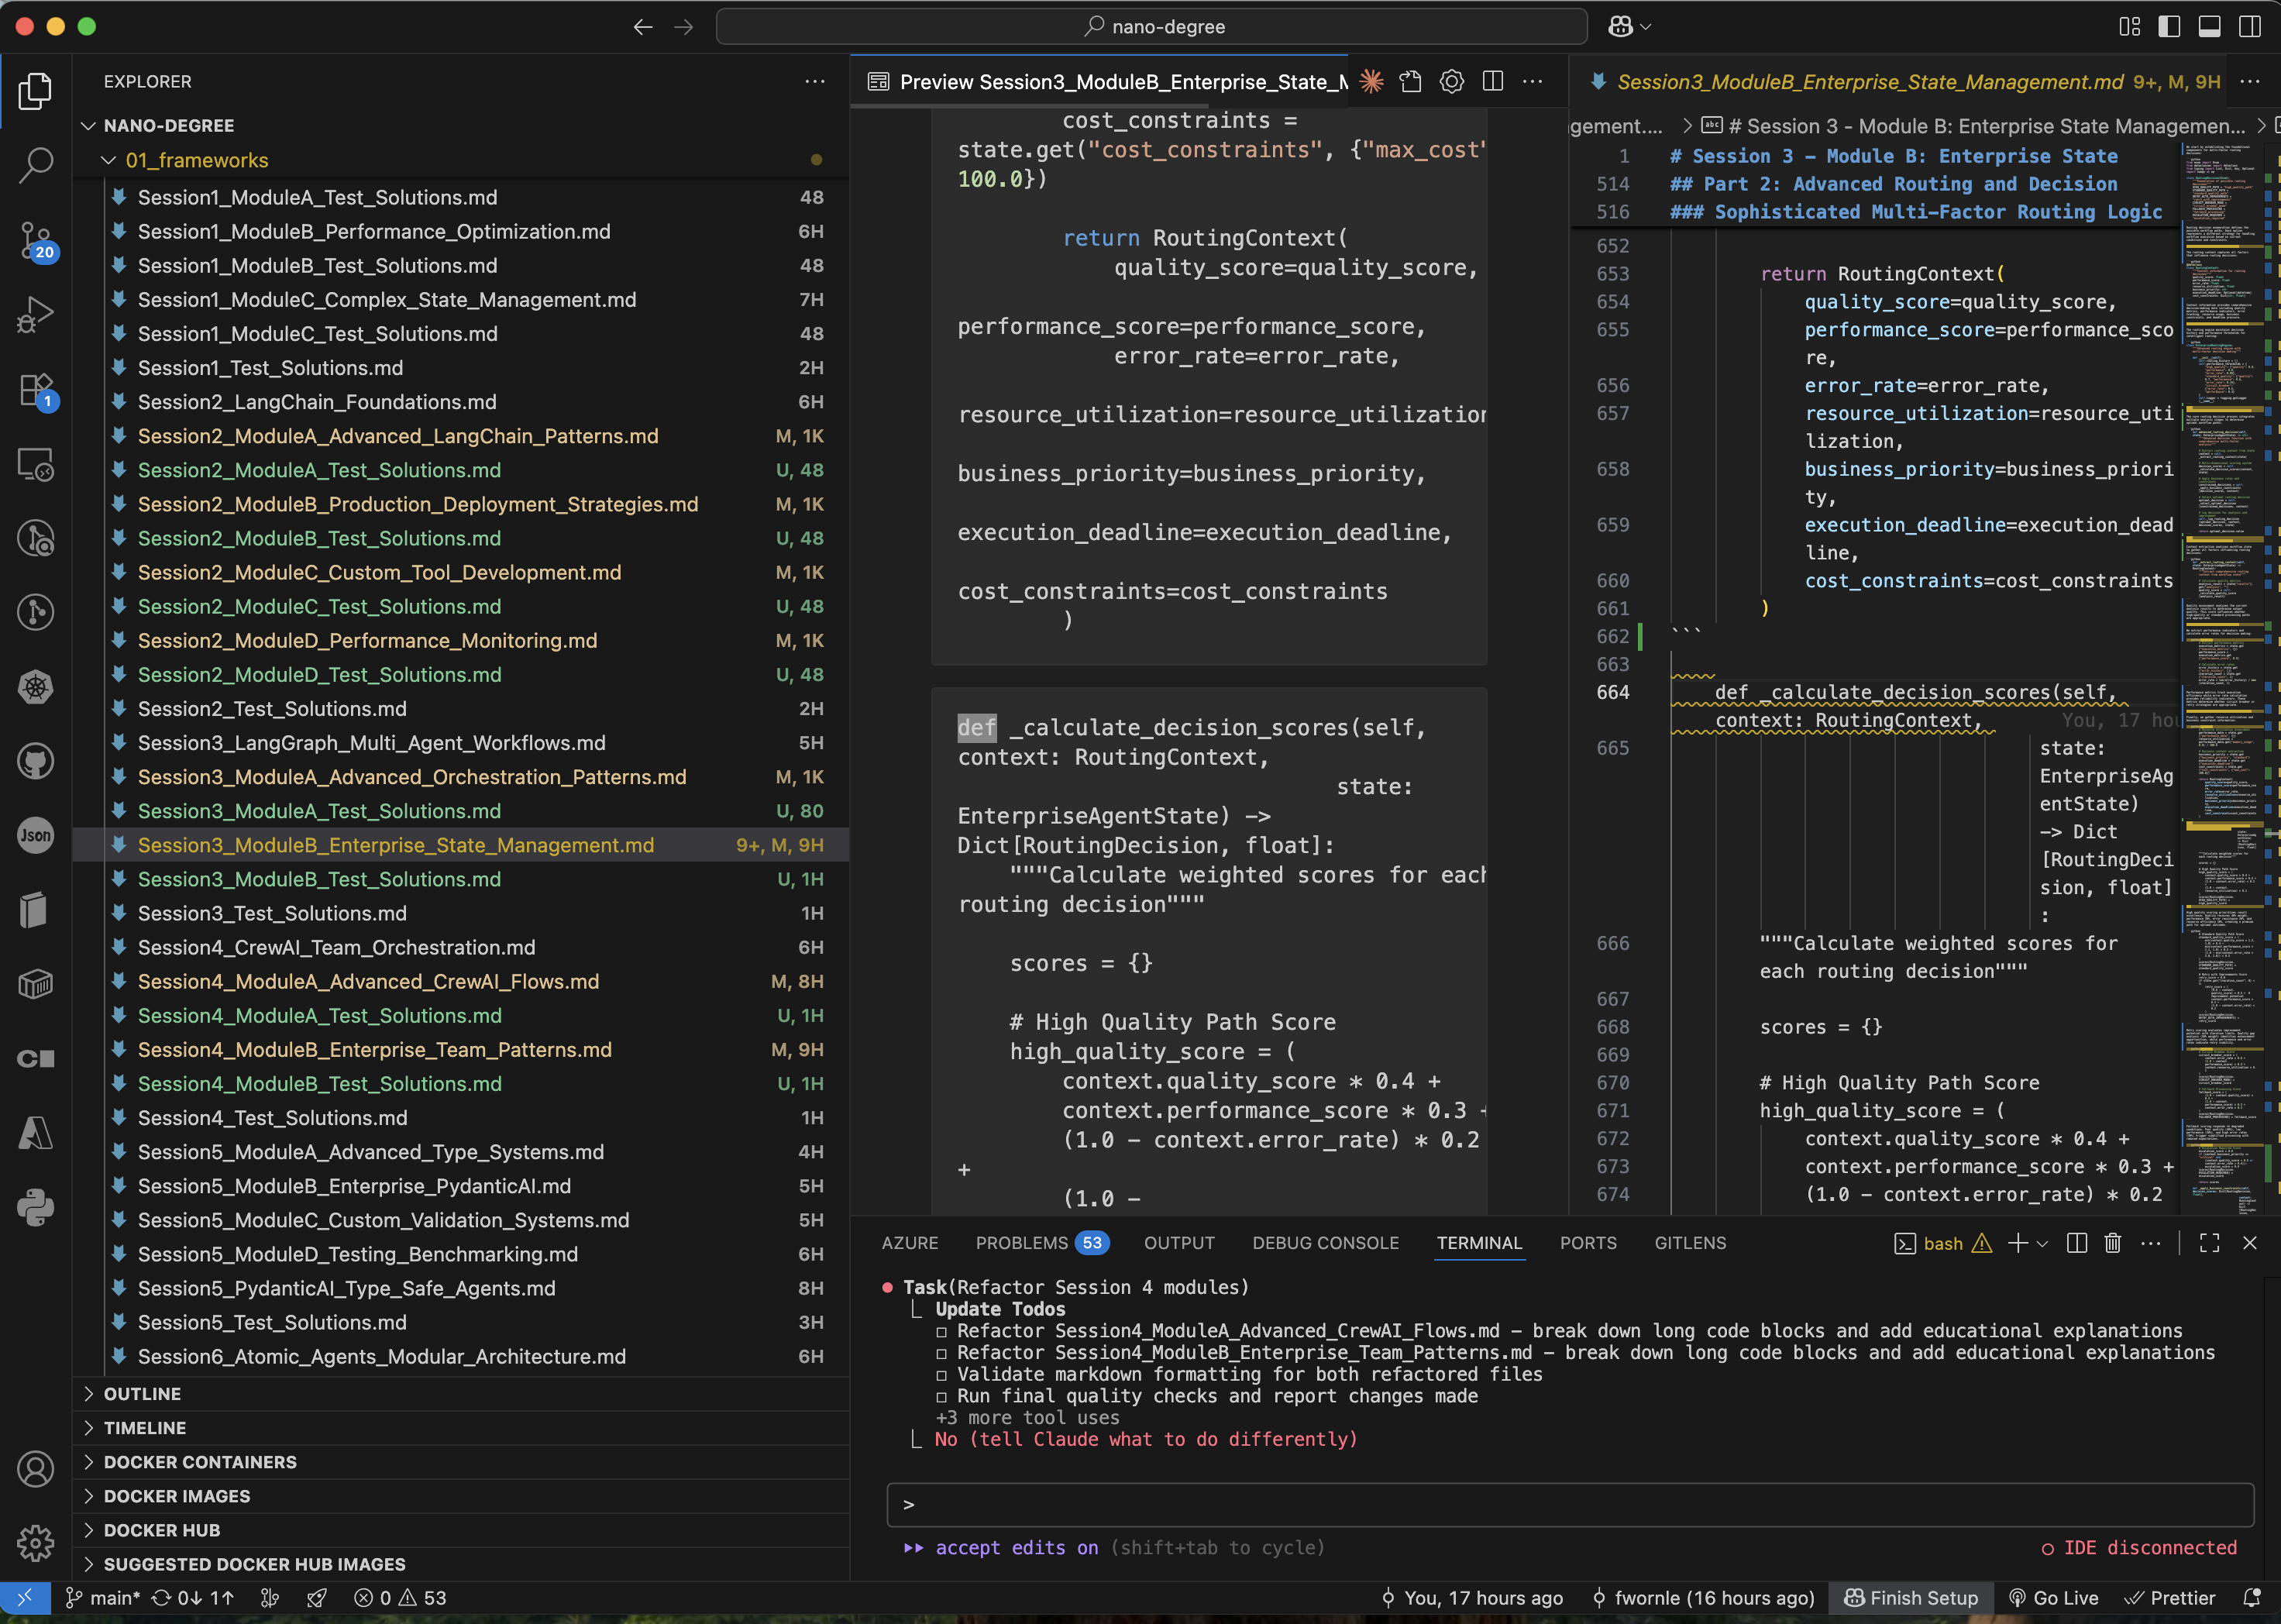 nano-degree
EXPLORER
NANO-DEGREE
01_frameworks
Session1_ModuleA_Test_Solutions.md 48
Session1_ModuleB_Performance_Optimization.md 6H
Session1_ModuleB_Test_Solutions.md 48
Session1_ModuleC_Complex_State_Management.md 7H
Session1_ModuleC_Test_Solutions.md 48
Session1_Test_Solutions.md 2H
Session2_LangChain_Foundations.md 6H
Session2_ModuleA_Advanced_LangChain_Patterns.md M, 1K
Session2_ModuleA_Test_Solutions.md U, 48
Session2_ModuleB_Production_Deployment_Strategies.md M, 1K
Session2_ModuleB_Test_Solutions.md U, 48
Session2_ModuleC_Custom_Tool_Development.md M, 1K
Session2_ModuleC_Test_Solutions.md U, 48
Session2_ModuleD_Performance_Monitoring.md M, 1K
Session2_ModuleD_Test_Solutions.md U, 48
Session2_Test_Solutions.md 2H
Session3_LangGraph_Multi_Agent_Workflows.md 5H
Session3_ModuleA_Advanced_Orchestration_Patterns.md M, 1K
Session3_ModuleA_Test_Solutions.md U, 80
Session3_ModuleB_Enterprise_State_Management.md 9+, M, 9H
Session3_ModuleB_Test_Solutions.md U, 1H
Session3_Test_Solutions.md 1H
Session4_CrewAI_Team_Orchestration.md 6H
Session4_ModuleA_Advanced_CrewAI_Flows.md M, 8H
Session4_ModuleA_Test_Solutions.md U, 1H
Session4_ModuleB_Enterprise_Team_Patterns.md M, 9H
Session4_ModuleB_Test_Solutions.md U, 1H
Session4_Test_Solutions.md 1H
Session5_ModuleA_Advanced_Type_Systems.md 4H
Session5_ModuleB_Enterprise_PydanticAI.md 5H
Session5_ModuleC_Custom_Validation_Systems.md 5H
Session5_ModuleD_Testing_Benchmarking.md 6H
Session5_PydanticAI_Type_Safe_Agents.md 8H
Session5_Test_Solutions.md 3H
Session6_Atomic_Agents_Modular_Architecture.md 6H
OUTLINE
TIMELINE
DOCKER CONTAINERS
DOCKER IMAGES
DOCKER HUB
SUGGESTED DOCKER HUB IMAGES
20
1
Json
Preview Session3_ModuleB_Enterprise_State_M
cost_constraints =
state.get("cost_constraints", {"max_cost"
100.0})
return RoutingContext(
quality_score=quality_score,
performance_score=performance_score,
error_rate=error_rate,
resource_utilization=resource_utilization
business_priority=business_priority,
execution_deadline=execution_deadline,
cost_constraints=cost_constraints
)
def _calculate_decision_scores(self,
context: RoutingContext,
state:
EnterpriseAgentState) ->
Dict[RoutingDecision, float]:
"""Calculate weighted scores for each
routing decision"""
scores = {}
# High Quality Path Score
high_quality_score = (
context.quality_score * 0.4 +
context.performance_score * 0.3 +
(1.0 - context.error_rate) * 0.2
+
(1.0 -
Session3_ModuleB_Enterprise_State_Management.md 9+, M, 9H
gement.... > # Session 3 - Module B: Enterprise State Managemen... >
1 # Session 3 - Module B: Enterprise State
514 ## Part 2: Advanced Routing and Decision
516 ### Sophisticated Multi-Factor Routing Logic
652
653 return RoutingContext(
654 quality_score=quality_score,
655 performance_score=performance_sco
re,
656 error_rate=error_rate,
657 resource_utilization=resource_uti
lization,
658 business_priority=business_priori
ty,
659 execution_deadline=execution_dead
line,
660 cost_constraints=cost_constraints
661 )
662 ```
663
664 def _calculate_decision_scores(self,
context: RoutingContext, You, 17 hou
665 state:
EnterpriseAg
entState)
-> Dict
[RoutingDeci
sion, float]
:
666 """Calculate weighted scores for
each routing decision"""
667
668 scores = {}
669
670 # High Quality Path Score
671 high_quality_score = (
672 context.quality_score * 0.4 +
673 context.performance_score * 0.3 +
674 (1.0 - context.error_rate) * 0.2
AZURE PROBLEMS 53 OUTPUT DEBUG CONSOLE TERMINAL PORTS GITLENS bash
Task(Refactor Session 4 modules)
Update Todos
☐ Refactor Session4_ModuleA_Advanced_CrewAI_Flows.md - break down long code blocks and add educational explanations
☐ Refactor Session4_ModuleB_Enterprise_Team_Patterns.md - break down long code blocks and add educational explanations
☐ Validate markdown formatting for both refactored files
☐ Run final quality checks and report changes made
+3 more tool uses
No (tell Claude what to do differently)
>
accept edits on (shift+tab to cycle) IDE disconnected
main* 0↓ 1↑ 0 53 You, 17 hours ago fwornle (16 hours ago) Finish Setup Go Live Prettier